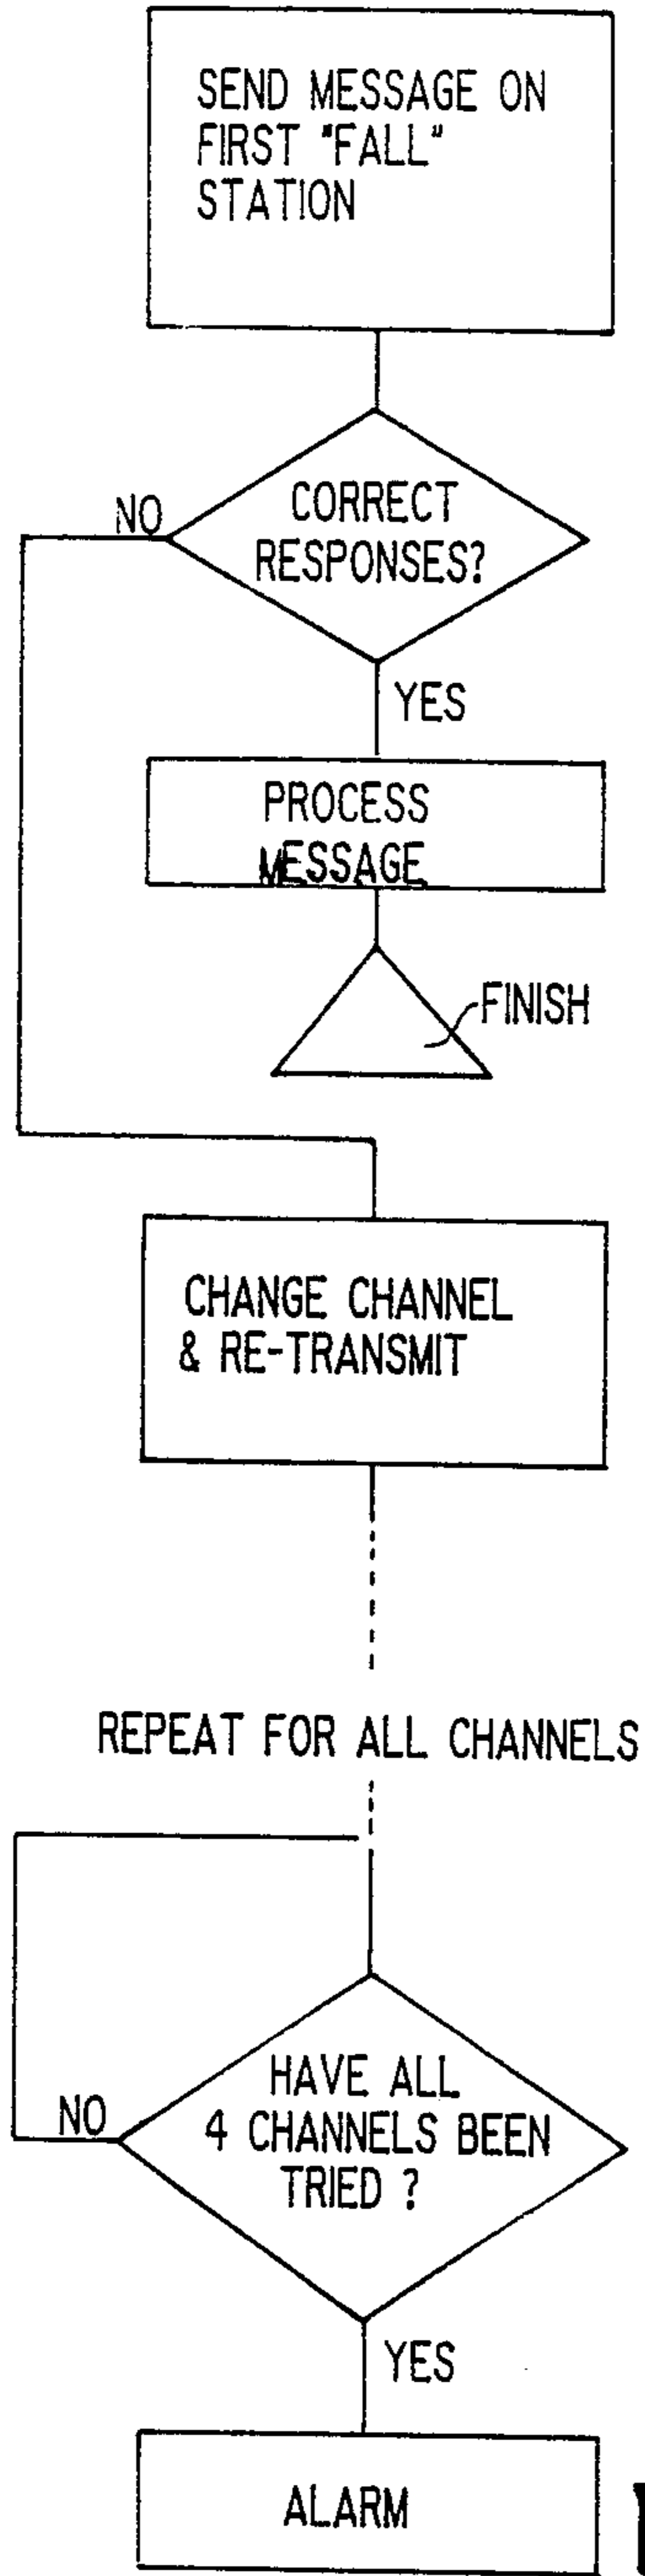 SEND MESSAGE ON
FIRST "FALL"
STATION
NO
CORRECT
RESPONSES?
YES
PROCESS
MESSAGE
FINISH
CHANGE CHANNEL
& RE-TRANSMIT
REPEAT FOR ALL CHANNELS
NO
HAVE ALL
4 CHANNELS BEEN
TRIED ?
YES
ALARM